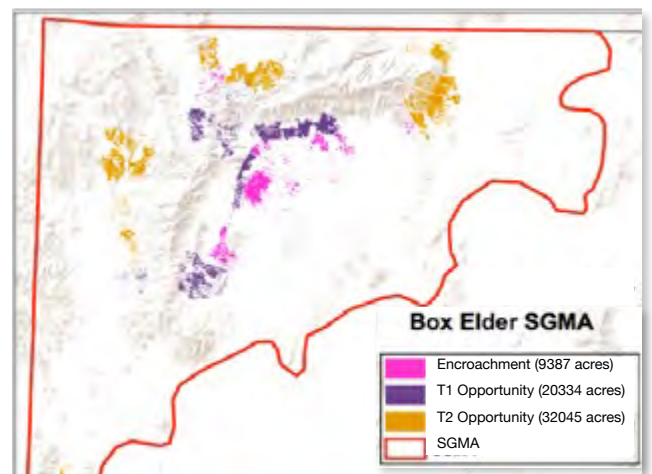 Box Elder SGMA
Encroachment (9387 acres)
T1 Opportunity (20334 acres)
T2 Opportunity (32045 acres)
SGMA